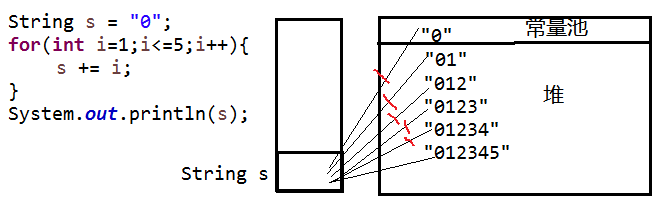 String s = "0";
for(int i=1;i<=5;i++){
s += i;
}
System.out.println(s);
String s
常量池
"0"
"01"
"012"
"0123"
"01234"
"012345"
堆